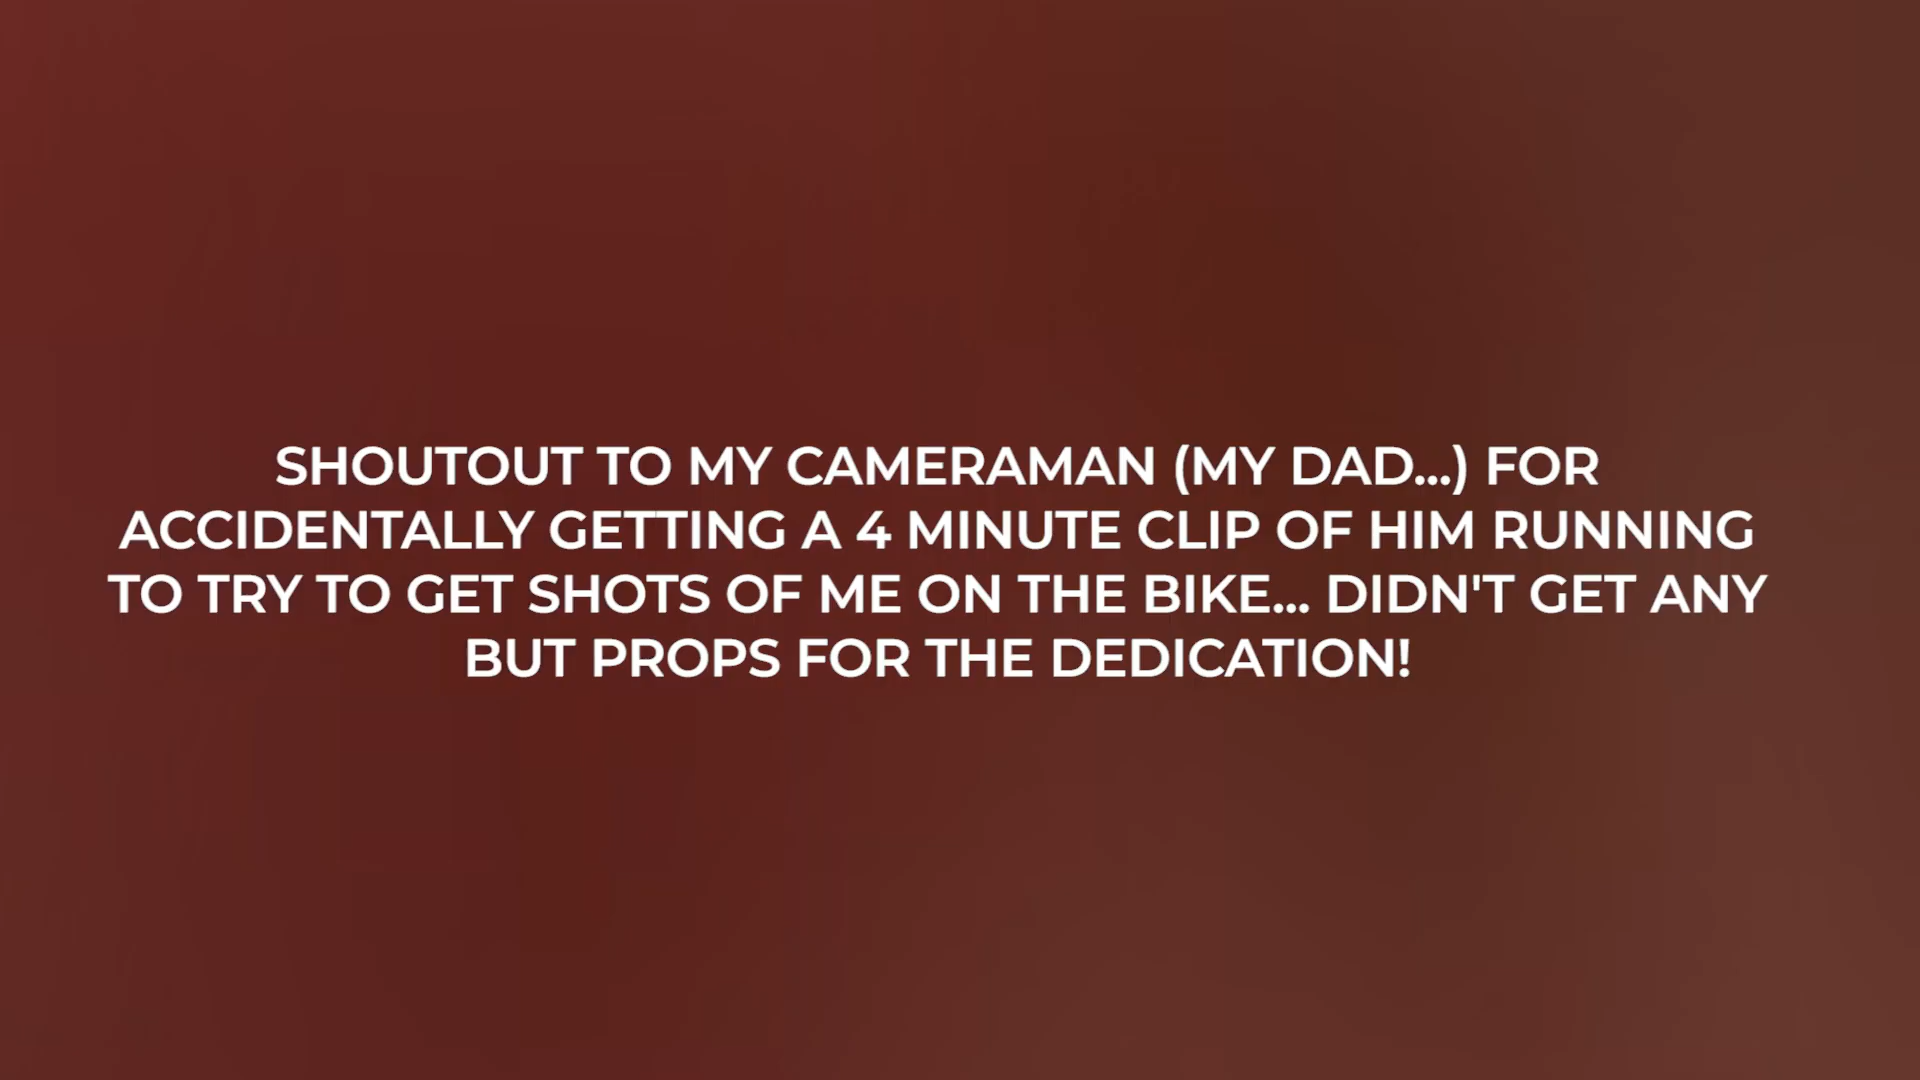 SHOUTOUT TO MY CAMERAMAN (MY DAD...) FOR
ACCIDENTALLY GETTING A 4 MINUTE CLIP OF HIM RUNNING
TO TRY TO GET SHOTS OF ME ON THE BIKE... DIDN'T GET ANY
BUT PROPS FOR THE DEDICATION!